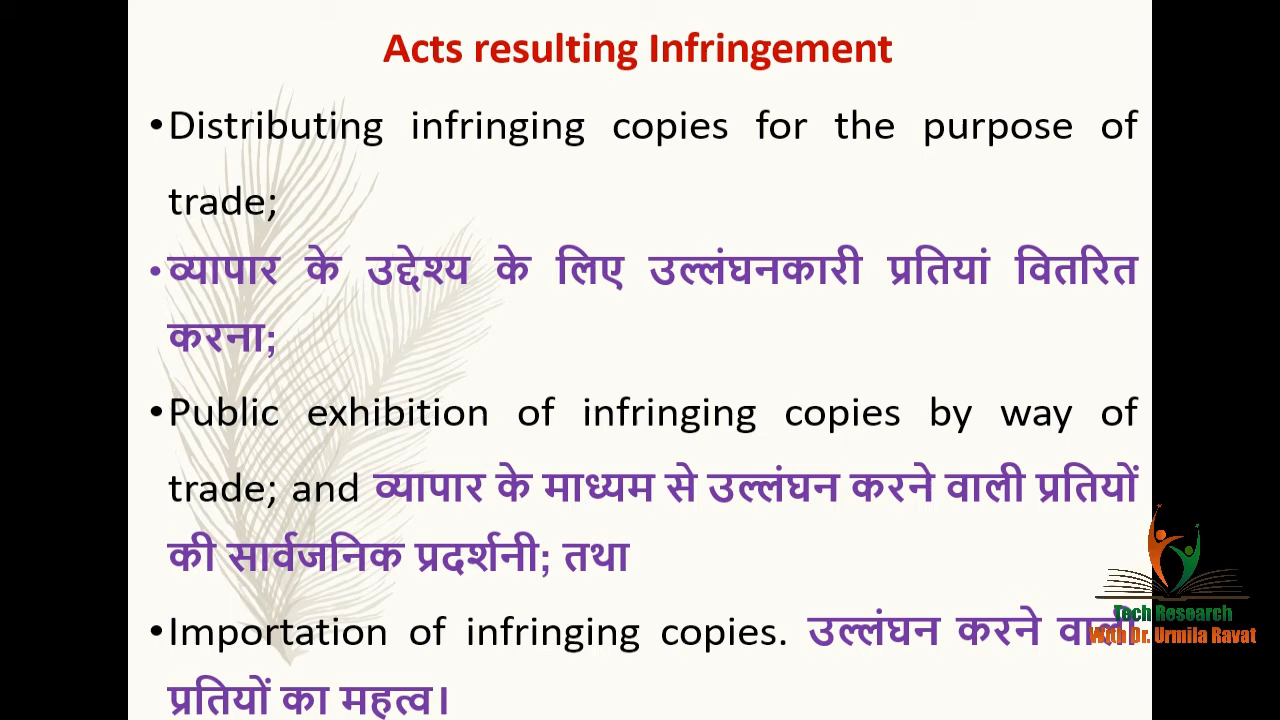 Acts resulting Infringement
•Distributing infringing copies for the purpose of
trade;
•व्यापार के उद्देश्य के लिए उल्लंघनकारी प्रतियां वितरित
करना;
•Public exhibition of infringing copies by way of
trade; and व्यापार के माध्यम से उल्लंघन करने वाली प्रतियों
की सार्वजनिक प्रदर्शनी; तथा
•Importation of infringing copies. उल्लंघन करने वाली
प्रतियों का महत्व।
Tech Research
With Dr. Urmila Ravat